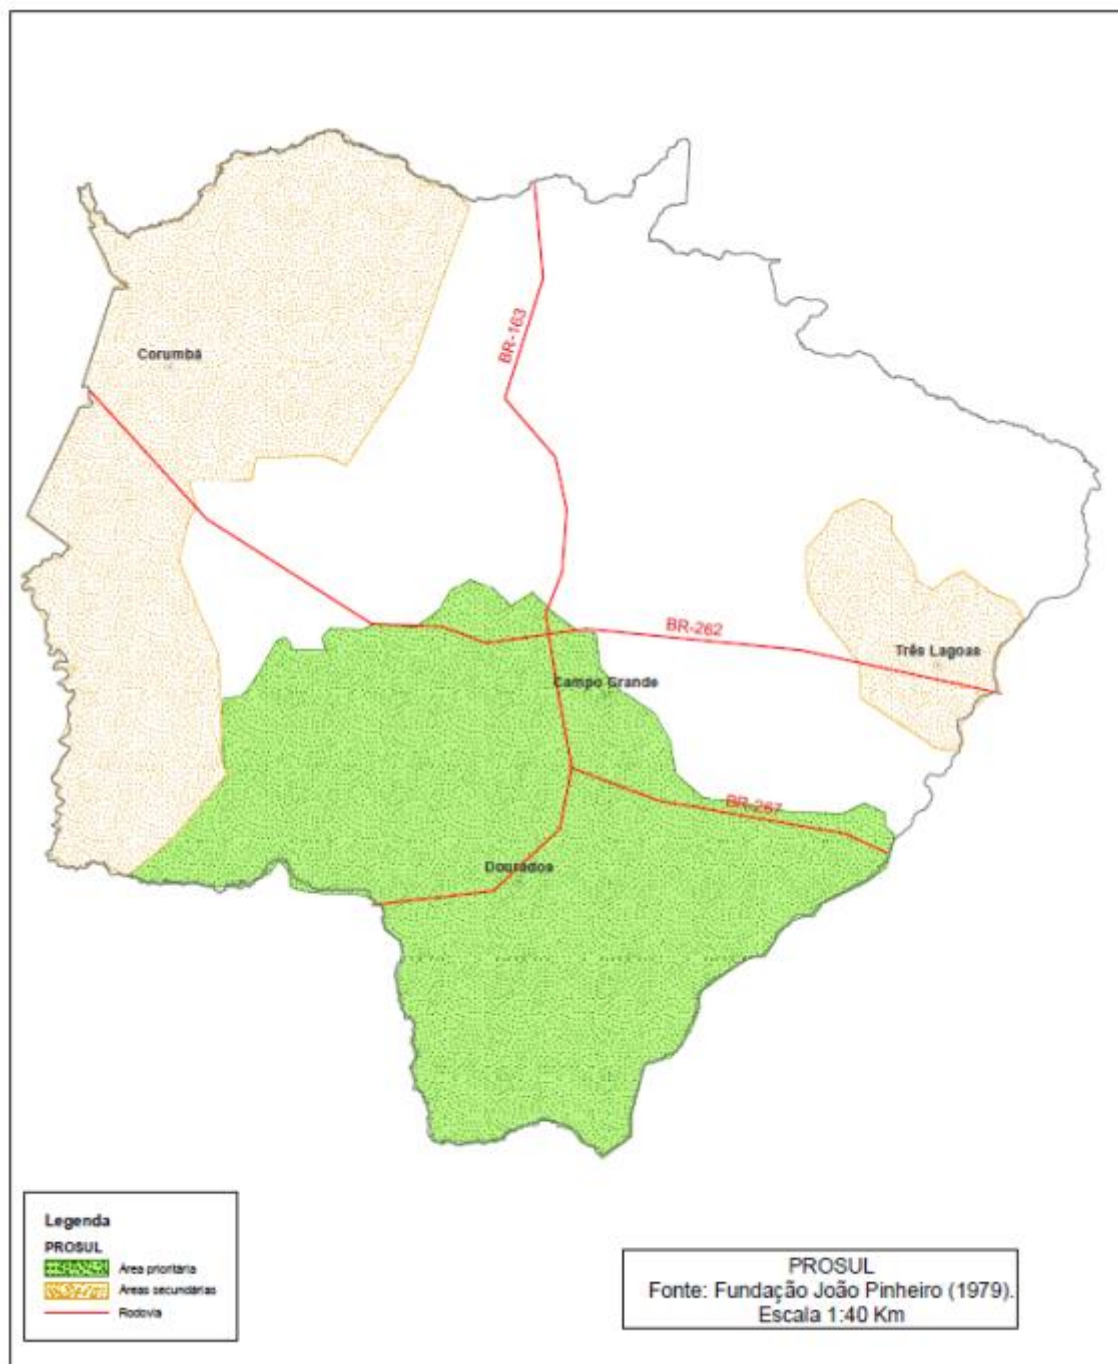 BR-163
Corumbá
BR-262
Três Lagoas
Campo Grande
BR-267
Dourados
Legenda
PROSUL
Área prioritária
Áreas secundárias
Rodovia
PROSUL
Fonte: Fundação João Pinheiro (1979).
Escala 1:40 Km